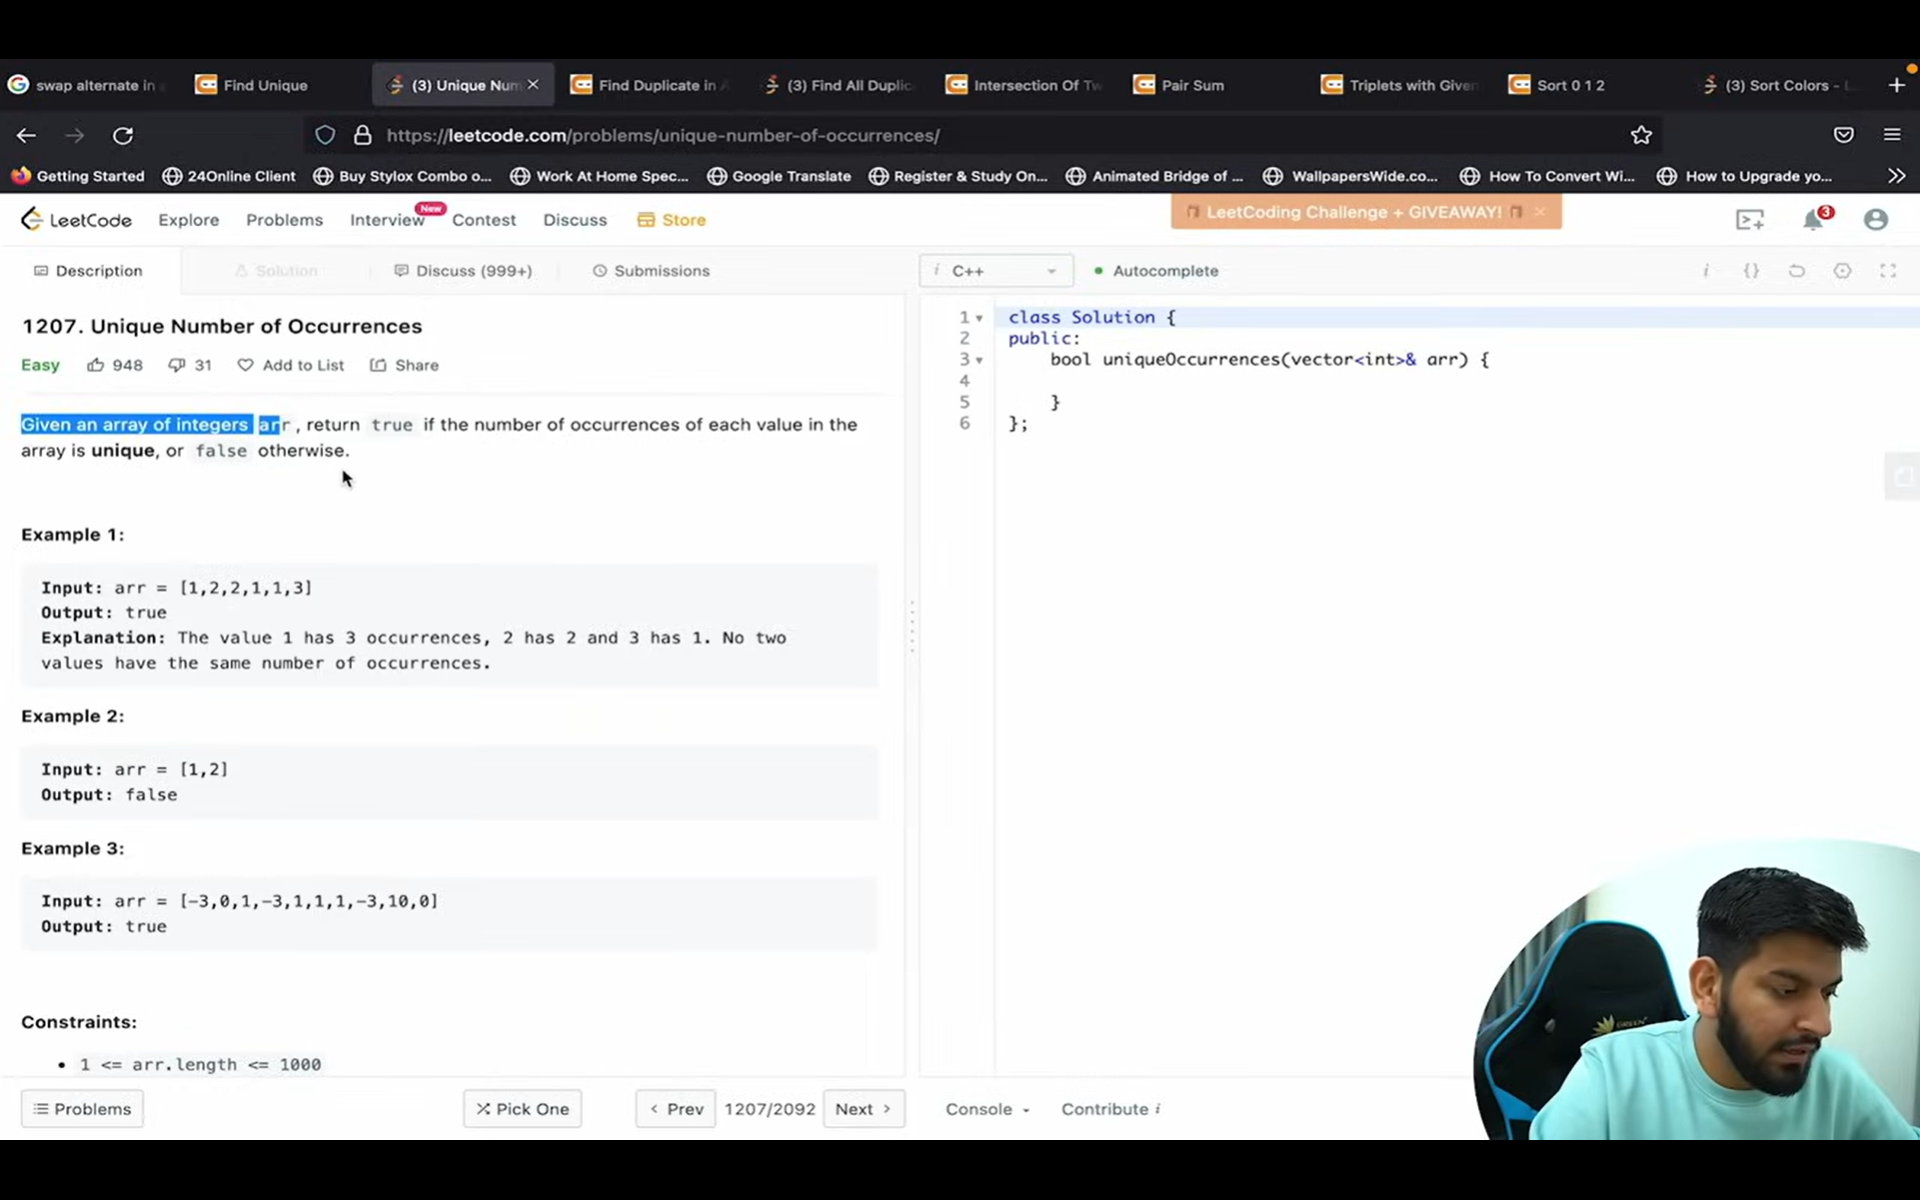 swap alternate in
Find Unique
(3) Unique Num
Find Duplicate in A
(3) Find All Duplic
Intersection Of Tw
Pair Sum
Triplets with Given
Sort 0 1 2
(3) Sort Colors - L
https://leetcode.com/problems/unique-number-of-occurrences/
Getting Started
24Online Client
Buy Stylox Combo o...
Work At Home Spec...
Google Translate
Register & Study On...
Animated Bridge of ...
WallpapersWide.co...
How To Convert Wi...
How to Upgrade yo...
LeetCode
Explore
Problems
Interview
New
Contest
Discuss
Store
LeetCoding Challenge + GIVEAWAY!
3
Description
Solution
Discuss (999+)
Submissions
i C++
Autocomplete
i {}
1207. Unique Number of Occurrences
Easy 948 31 Add to List Share
Given an array of integers arr , return true if the number of occurrences of each value in the
array is unique, or false otherwise.
Example 1:
Input: arr = [1,2,2,1,1,3]
Output: true
Explanation: The value 1 has 3 occurrences, 2 has 2 and 3 has 1. No two
values have the same number of occurrences.
Example 2:
Input: arr = [1,2]
Output: false
Example 3:
Input: arr = [-3,0,1,-3,1,1,1,-3,10,0]
Output: true
Constraints:
• 1 <= arr.length <= 1000
1 class Solution {
2 public:
3 bool uniqueOccurrences(vector<int>& arr) {
4
5 }
6 };
Problems
Pick One
‹ Prev
1207/2092
Next ›
Console
Contribute i